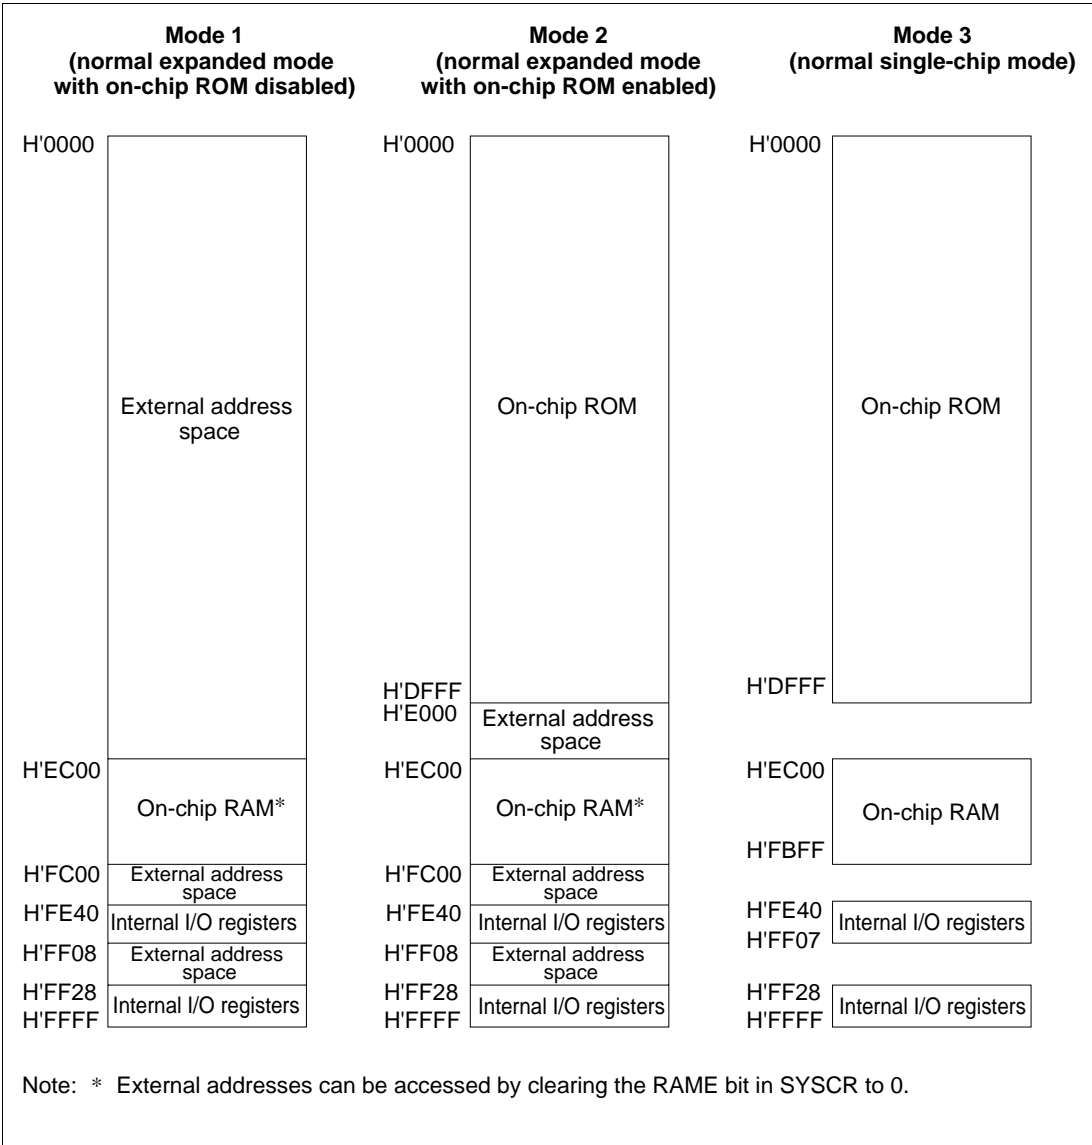 Mode 1
(normal expanded mode
with on-chip ROM disabled)
H'0000
External address
space
H'EC00
On-chip RAM*
H'FC00
External address
space
H'FE40
Internal I/O registers
H'FF08
External address
space
H'FF28
Internal I/O registers
H'FFFF
Mode 2
(normal expanded mode
with on-chip ROM enabled)
H'0000
On-chip ROM
H'DFFF
H'E000
External address
space
H'EC00
On-chip RAM*
H'FC00
External address
space
H'FE40
Internal I/O registers
H'FF08
External address
space
H'FF28
Internal I/O registers
H'FFFF
Mode 3
(normal single-chip mode)
H'0000
On-chip ROM
H'DFFF
H'EC00
On-chip RAM
H'FBFF
H'FE40
Internal I/O registers
H'FF07
H'FF28
Internal I/O registers
H'FFFF
Note: * External addresses can be accessed by clearing the RAME bit in SYSCR to 0.